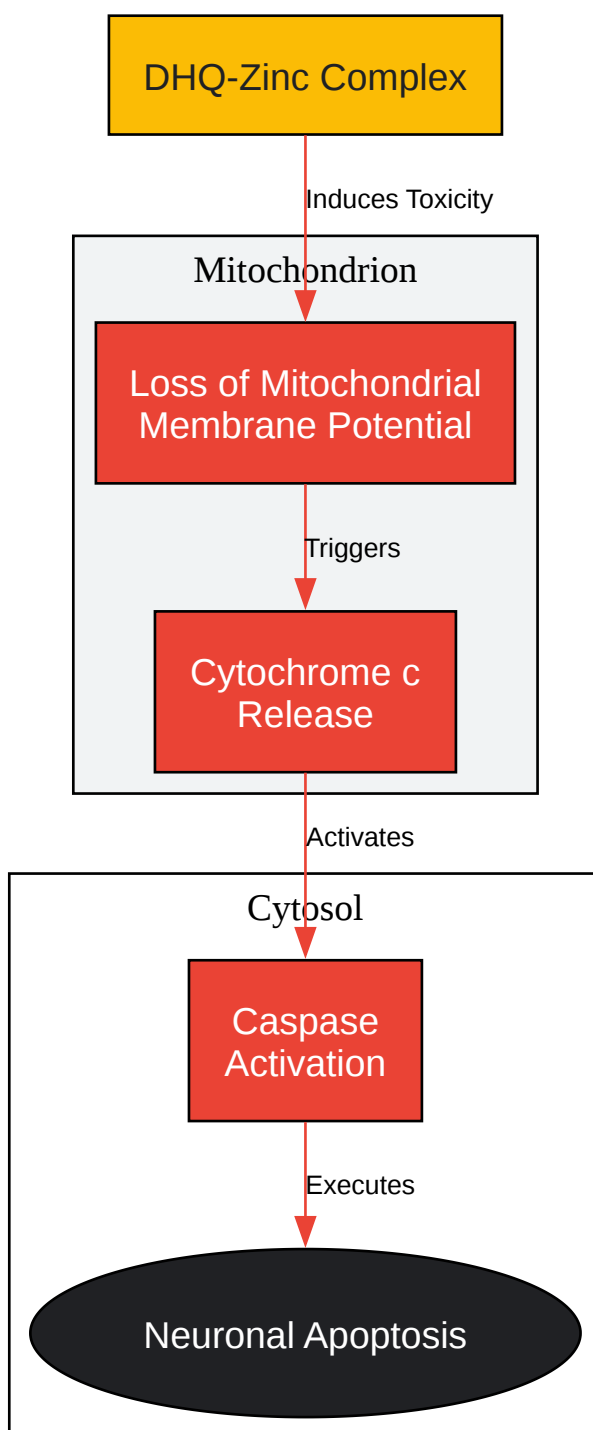 DHQ-Zinc Complex
Induces Toxicity
Mitochondrion
Loss of Mitochondrial
Membrane Potential
Triggers
Cytochrome c
Release
Activates
Cytosol
Caspase
Activation
Executes
Neuronal Apoptosis